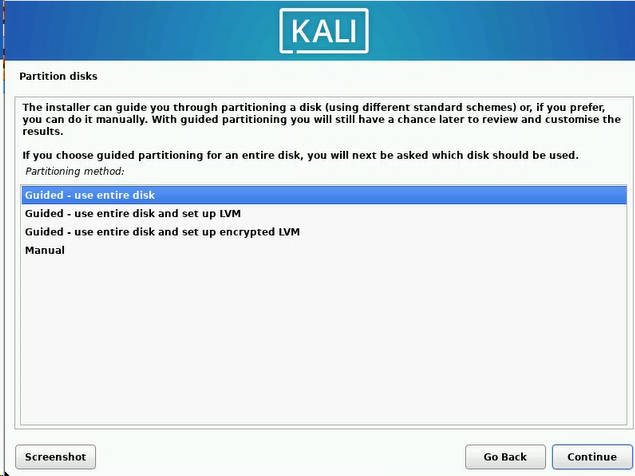 KALI
Partition disks
The installer can guide you through partitioning a disk (using different standard schemes) or, if you prefer,
you can do it manually. With guided partitioning you will still have a chance later to review and customise the
results.
If you choose guided partitioning for an entire disk, you will next be asked which disk should be used.
Partitioning method:
Guided - use entire disk
Guided - use entire disk and set up LVM
Guided - use entire disk and set up encrypted LVM
Manual
Screenshot
Go Back
Continue